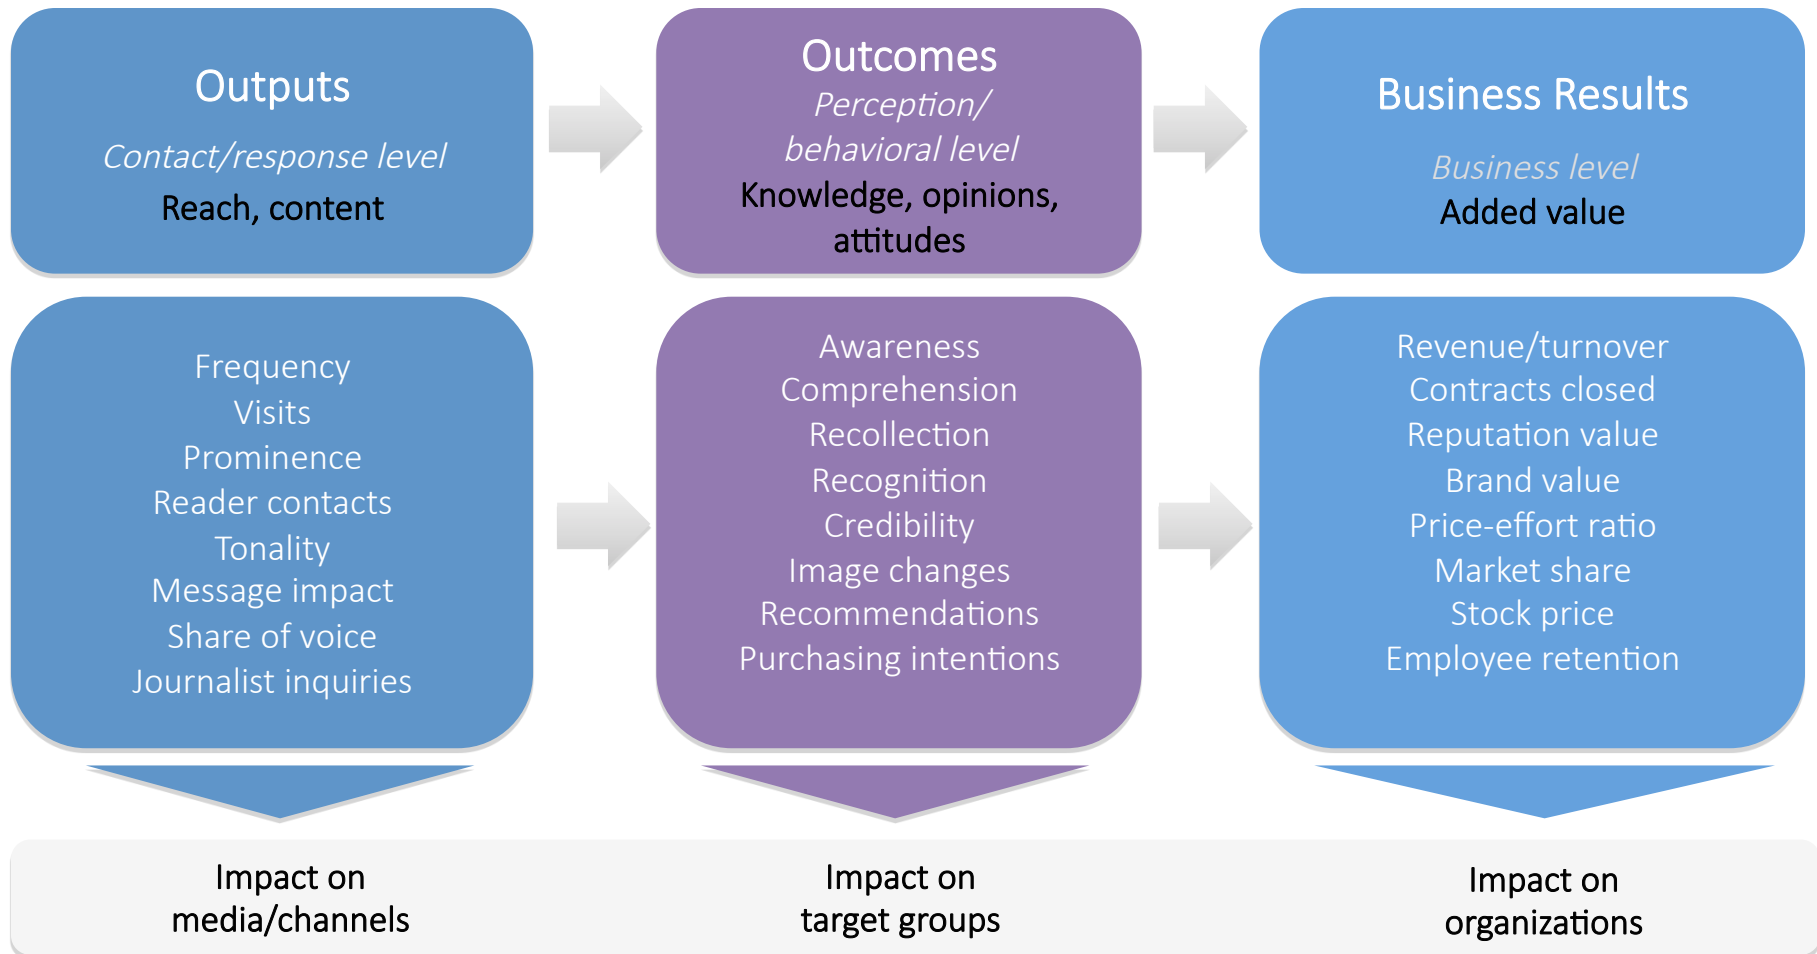 Outputs
Contact/response level
Reach, content
Outcomes
Perception/
behavioral level
Knowledge, opinions,
attitudes
Business Results
Business level
Added value
Frequency
Visits
Prominence
Reader contacts
Tonality
Message impact
Share of voice
Journalist inquiries
Awareness
Comprehension
Recollection
Recognition
Credibility
Image changes
Recommendations
Purchasing intentions
Revenue/turnover
Contracts closed
Reputation value
Brand value
Price-effort ratio
Market share
Stock price
Employee retention
Impact on
media/channels
Impact on
target groups
Impact on
organizations